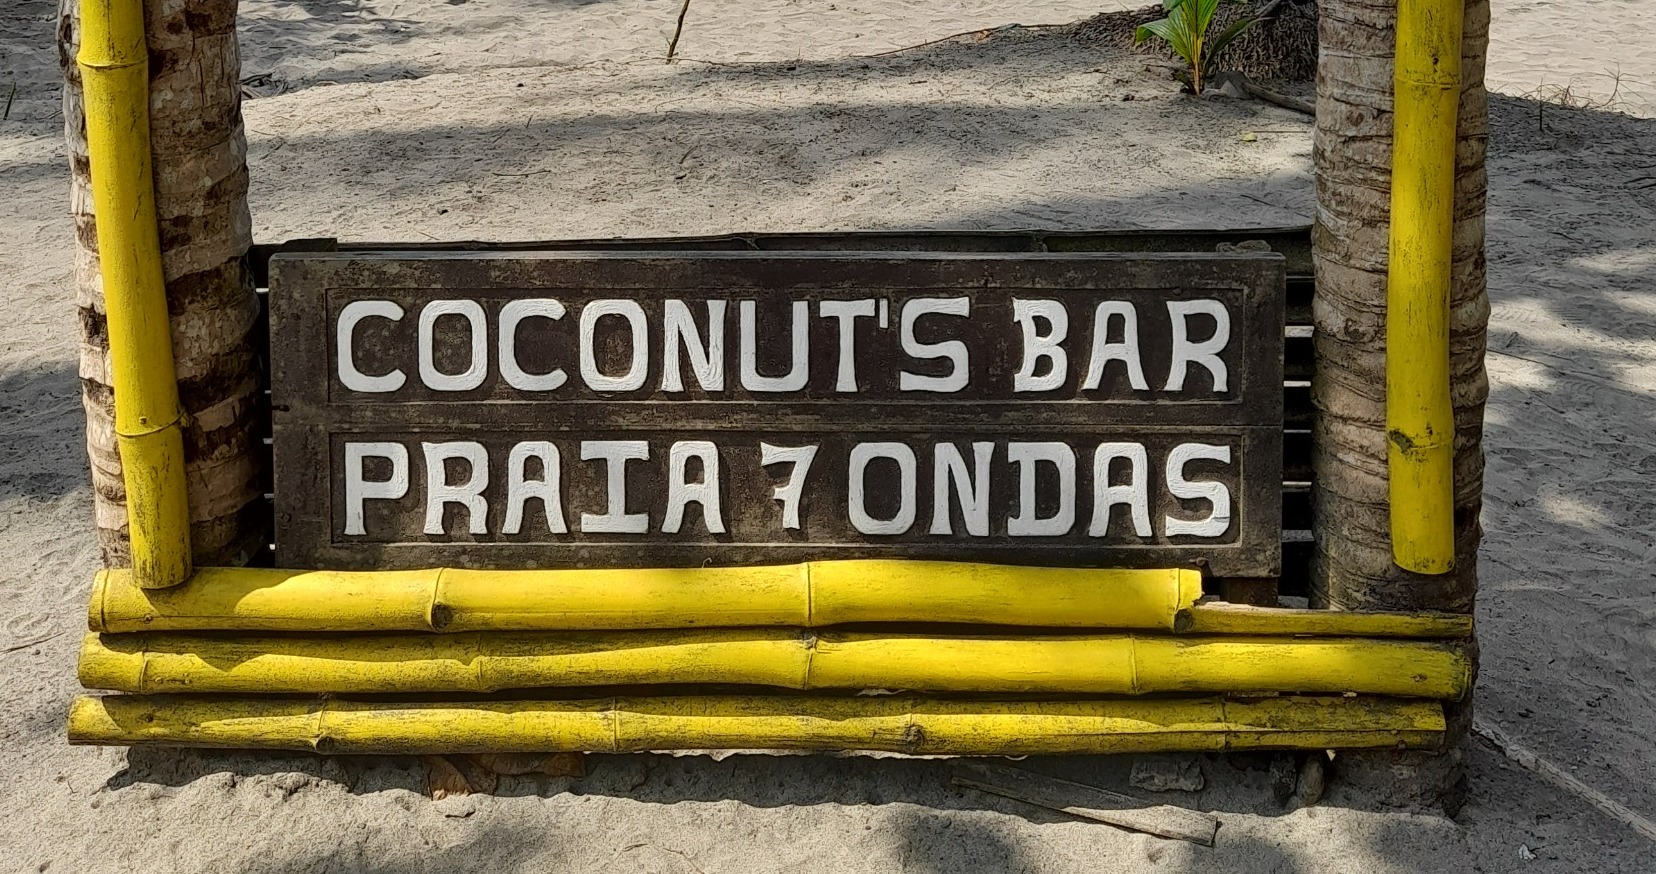 COCONUT'S BAR
PRAIA 7 ONDAS